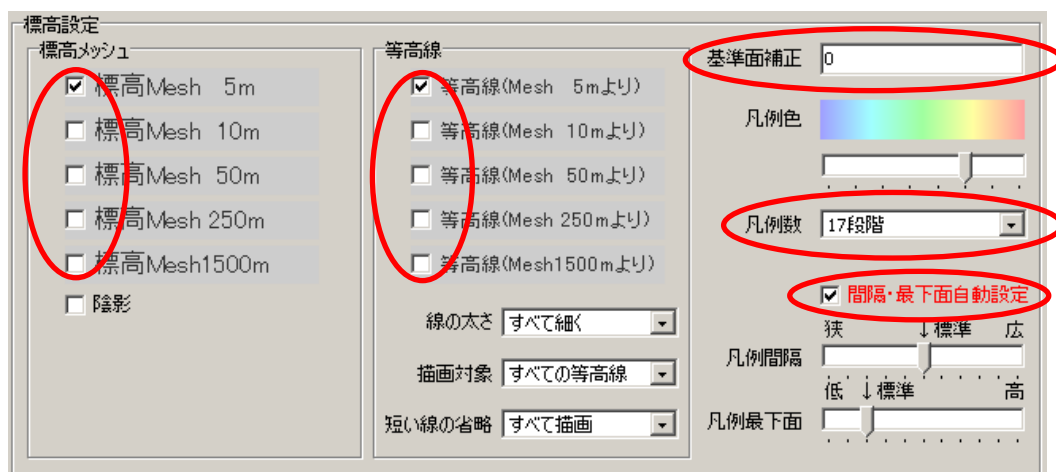 標高設定
標高メッシュ
標高Mesh 5m
標高Mesh 10m
標高Mesh 50m
標高Mesh 250m
標高Mesh1500m
陰影
等高線
等高線(Mesh 5mより)
等高線(Mesh 10mより)
等高線(Mesh 50mより)
等高線(Mesh 250mより)
等高線(Mesh1500mより)
線の太さ すべて細く
描画対象 すべての等高線
短い線の省略 すべて描画
基準面補正 0
凡例色
凡例数 17段階
間隔・最下面自動設定
狭 ↓標準 広
凡例間隔
低 ↓標準 高
凡例最下面